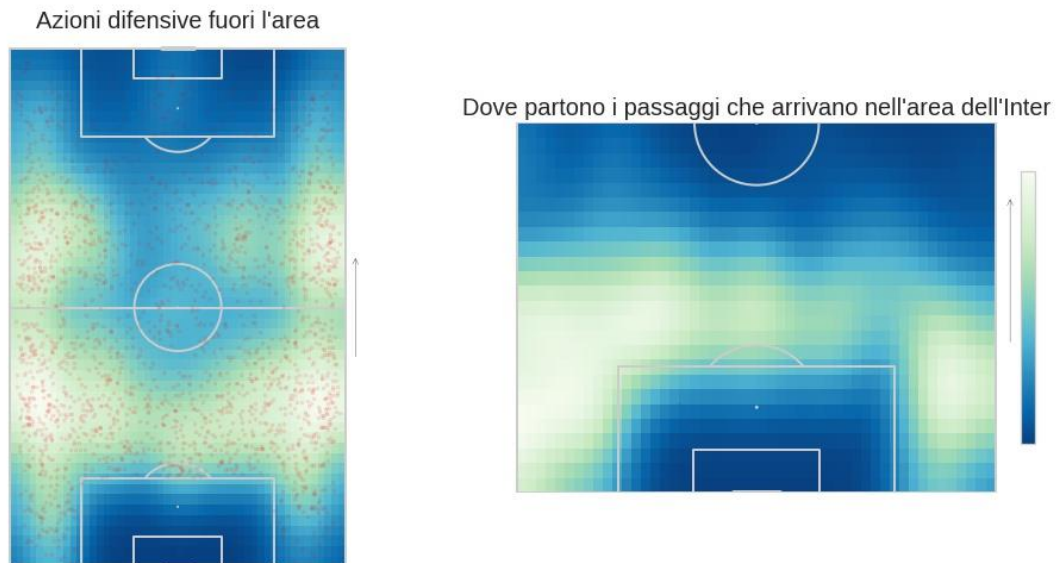 Azioni difensive fuori l'area
Dove partono i passaggi che arrivano nell'area dell'Inter